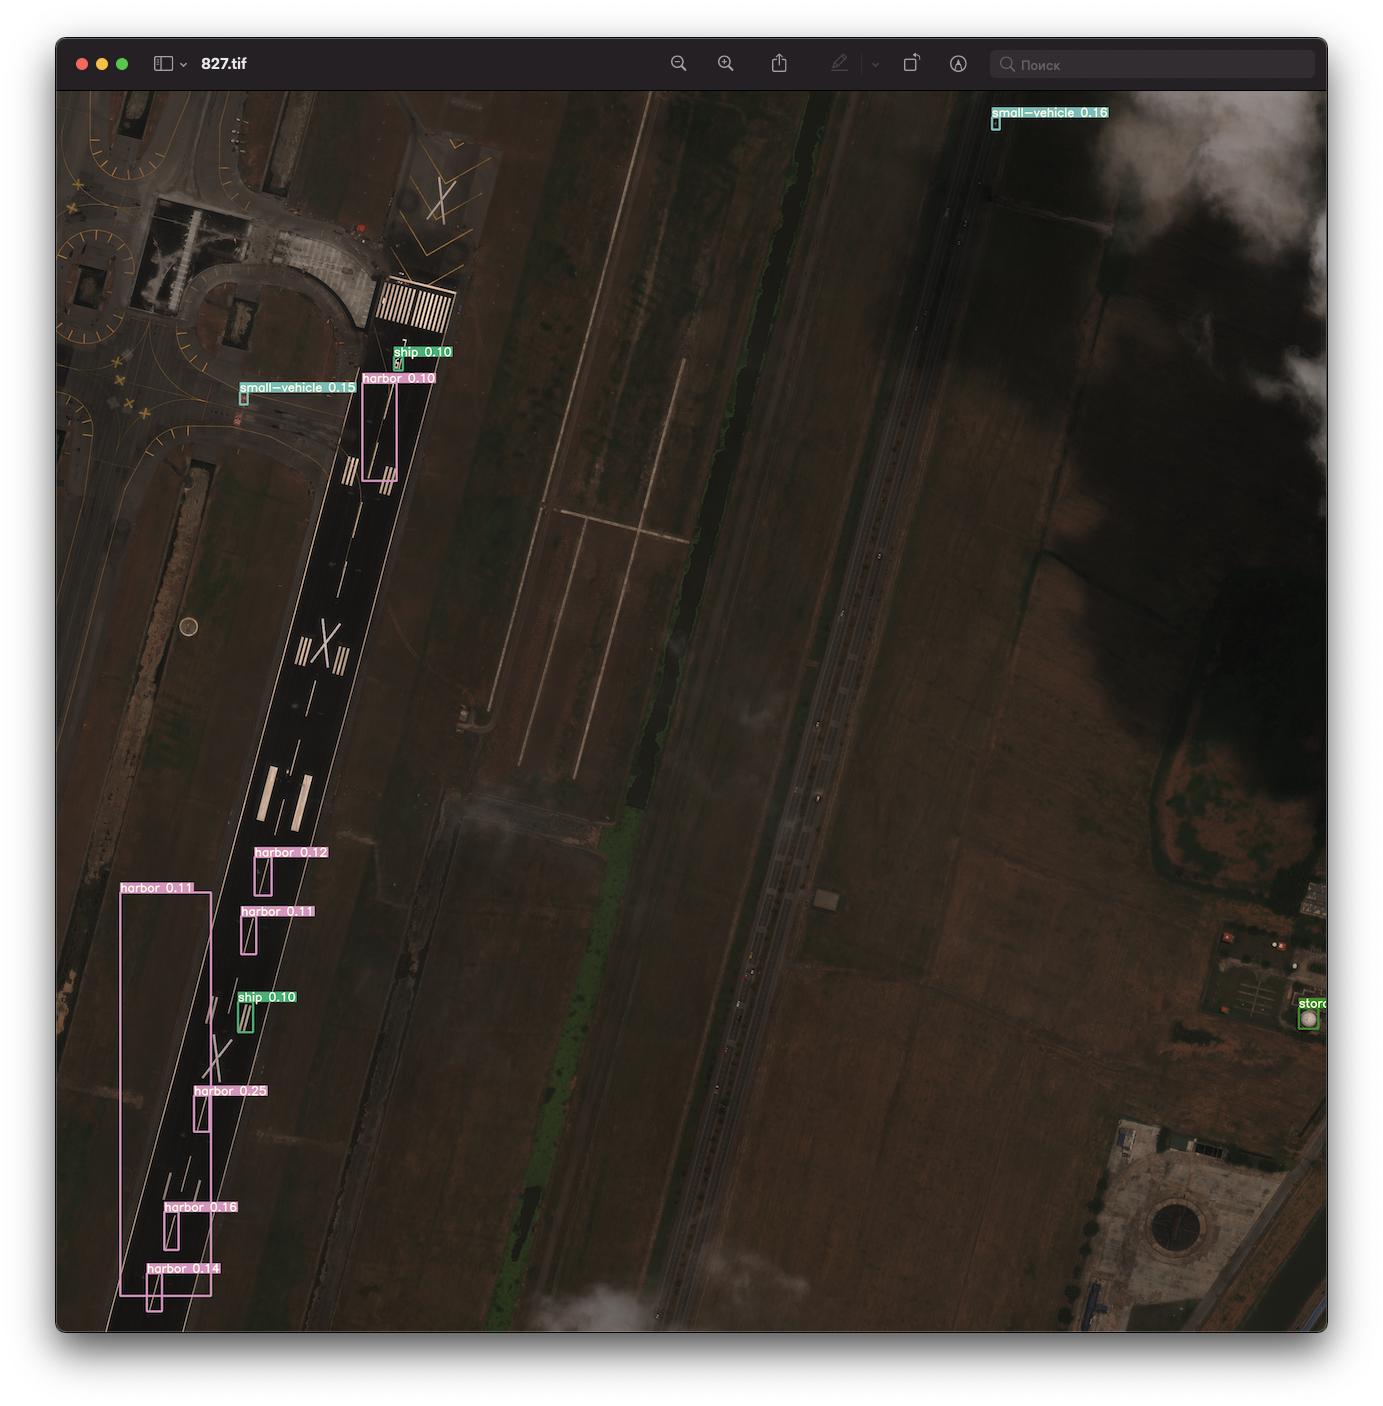 827.tif
Поиск
small-vehicle 0.16
ship 0.10
harbor 0.10
small-vehicle 0.15
harbor 0.12
harbor 0.11
harbor 0.11
ship 0.10
stora
harbor 0.25
harbor 0.16
harbor 0.14